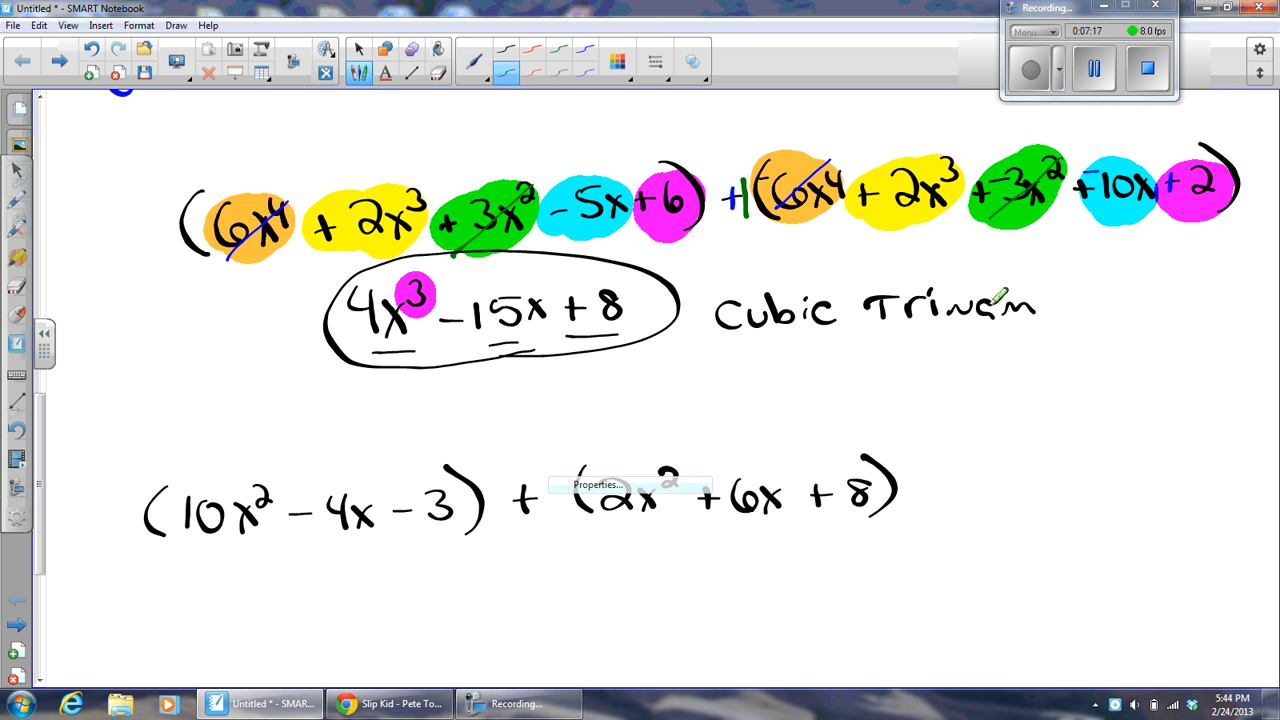 Untitled * - SMART Notebook
Recording...
File Edit View Insert Format Tools Draw Help
Menu 0:07:17 8.0 fps
(6x⁴ + 2x³ + 3x² - 5x + 6) + (-6x⁴ + 2x³ + -3x² + -10x + 2)
4x³ - 15x + 8 cubic Trinom
(10x² - 4x - 3) + (2x² + 6x + 8)
Properties...
Untitled * - SMAR...
Slip Kid - Pete To...
Recording...
5:44 PM
2/24/2013